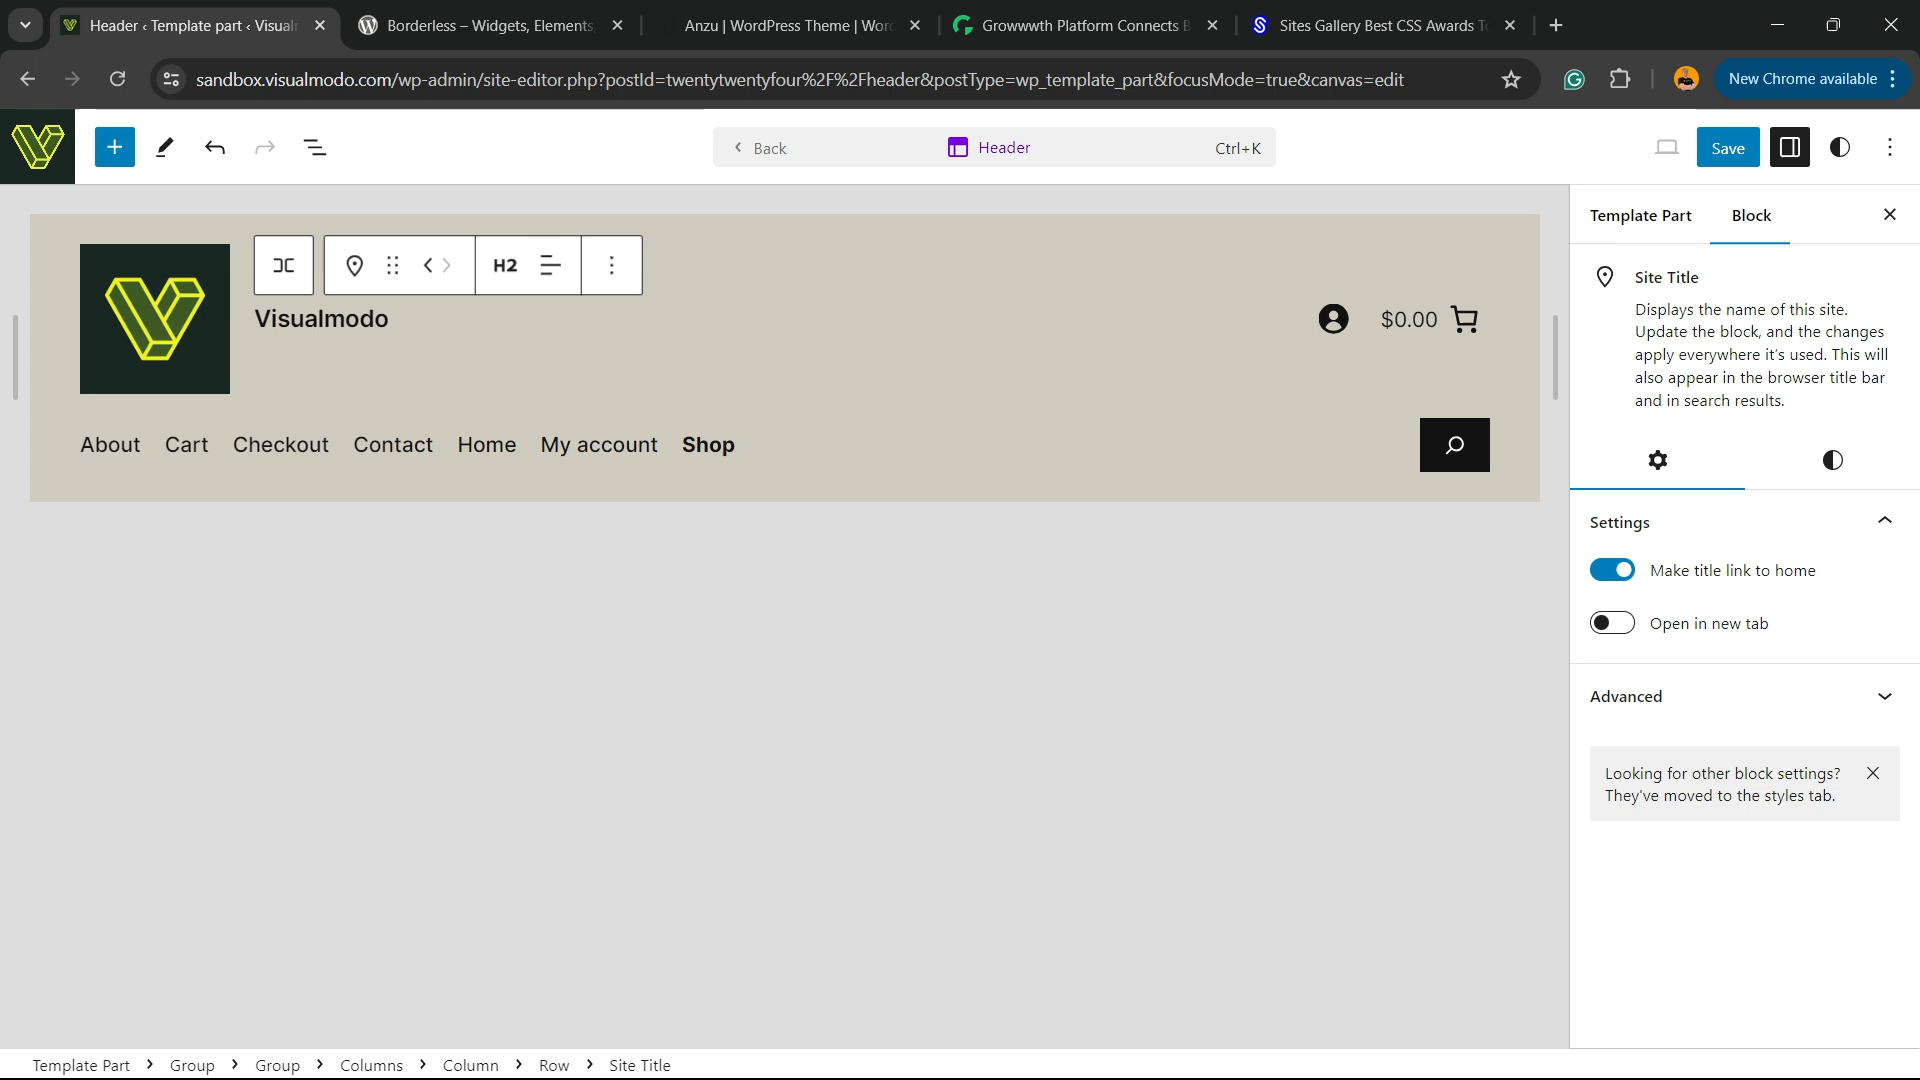 Header ‹ Template part ‹ Visualm
Borderless – Widgets, Elements,
Anzu | WordPress Theme | Wor
Growwwth Platform Connects B
Sites Gallery Best CSS Awards To
sandbox.visualmodo.com/wp-admin/site-editor.php?postId=twentytwentyfour%2F%2Fheader&postType=wp_template_part&focusMode=true&canvas=edit
New Chrome available
Back
Header
Ctrl+K
Save
Template Part
Block
H2
Visualmodo
$0.00
About Cart Checkout Contact Home My account Shop
Site Title
Displays the name of this site.
Update the block, and the changes
apply everywhere it's used. This will
also appear in the browser title bar
and in search results.
Settings
Make title link to home
Open in new tab
Advanced
Looking for other block settings?
They've moved to the styles tab.
Template Part › Group › Group › Columns › Column › Row › Site Title